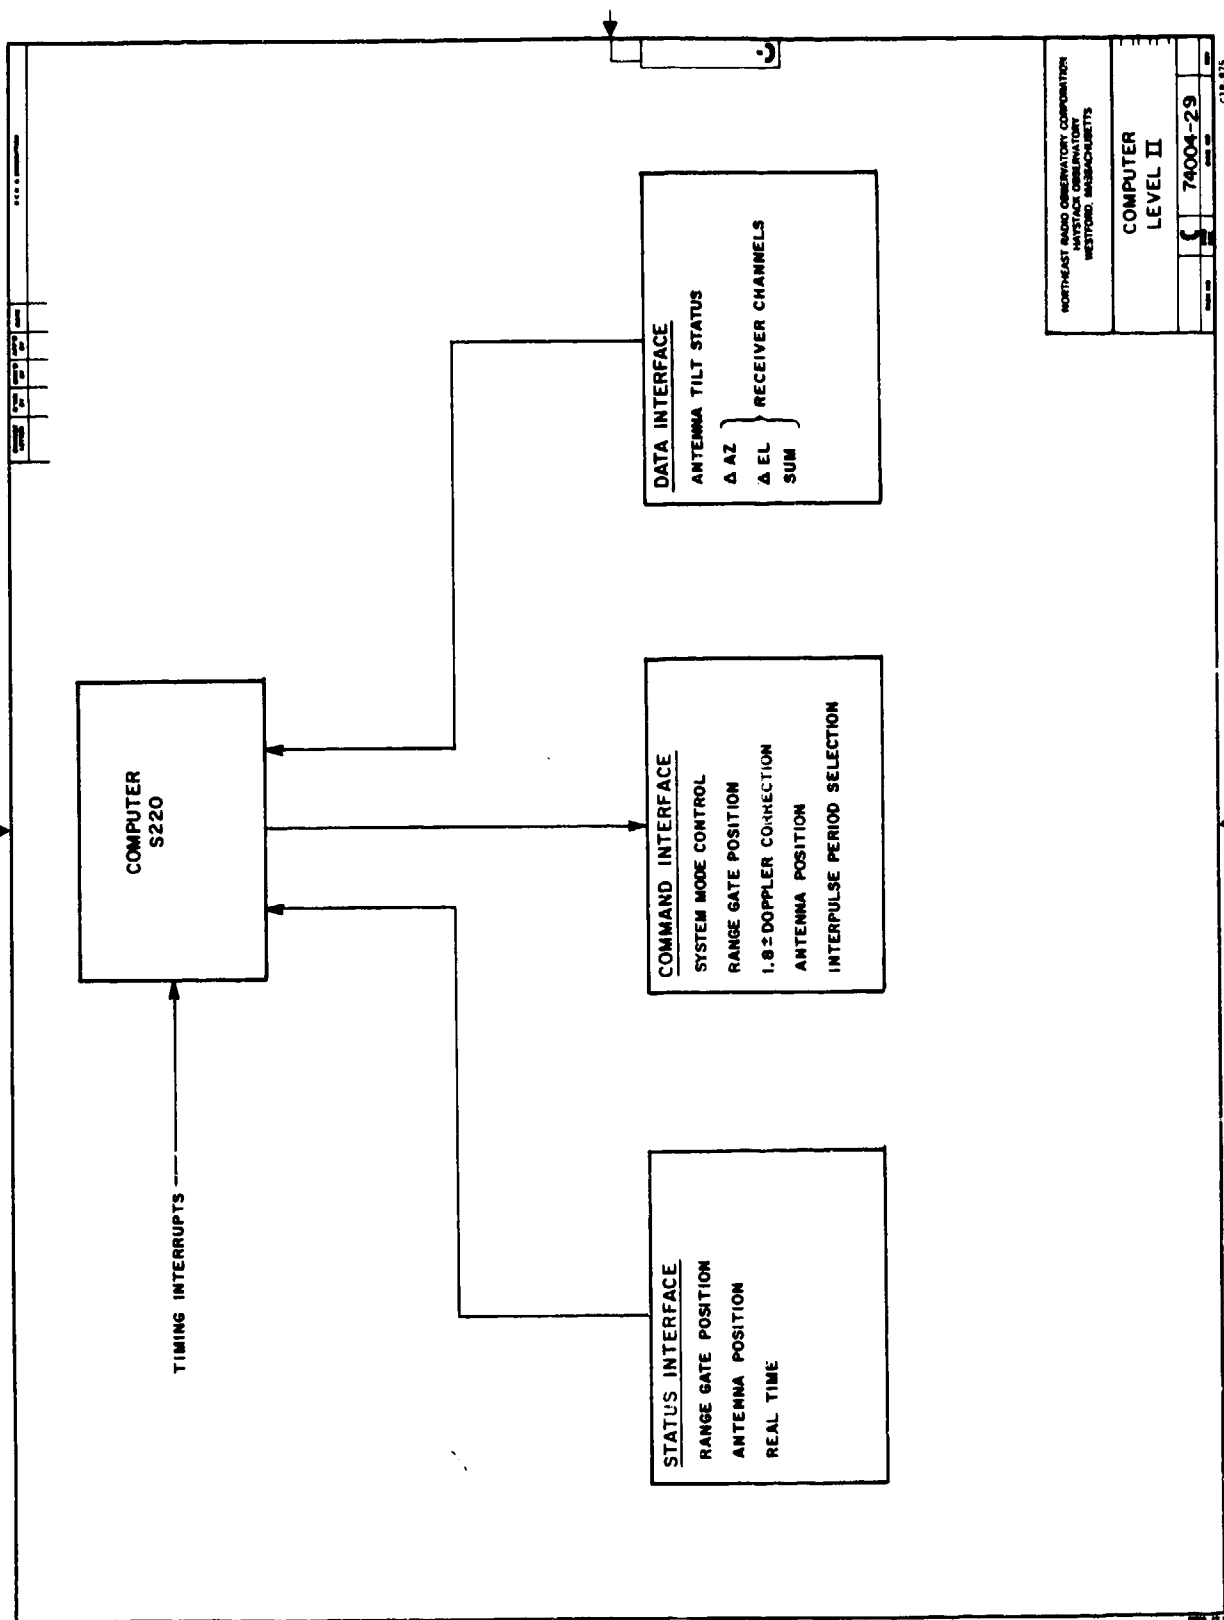 COMPUTER
S220
TIMING INTERRUPTS
STATUS INTERFACE
RANGE GATE POSITION
ANTENNA POSITION
REAL TIME
COMMAND INTERFACE
SYSTEM MODE CONTROL
RANGE GATE POSITION
1.8 ± DOPPLER CORRECTION
ANTENNA POSITION
INTERPULSE PERIOD SELECTION
DATA INTERFACE
ANTENNA TILT STATUS
Δ AZ
Δ EL
SUM
RECEIVER CHANNELS
NORTHEAST RADIO OBSERVATORY CORPORATION
HAYSTACK OBSERVATORY
WESTFORD, MASSACHUSETTS
COMPUTER
LEVEL II
C
74004-29